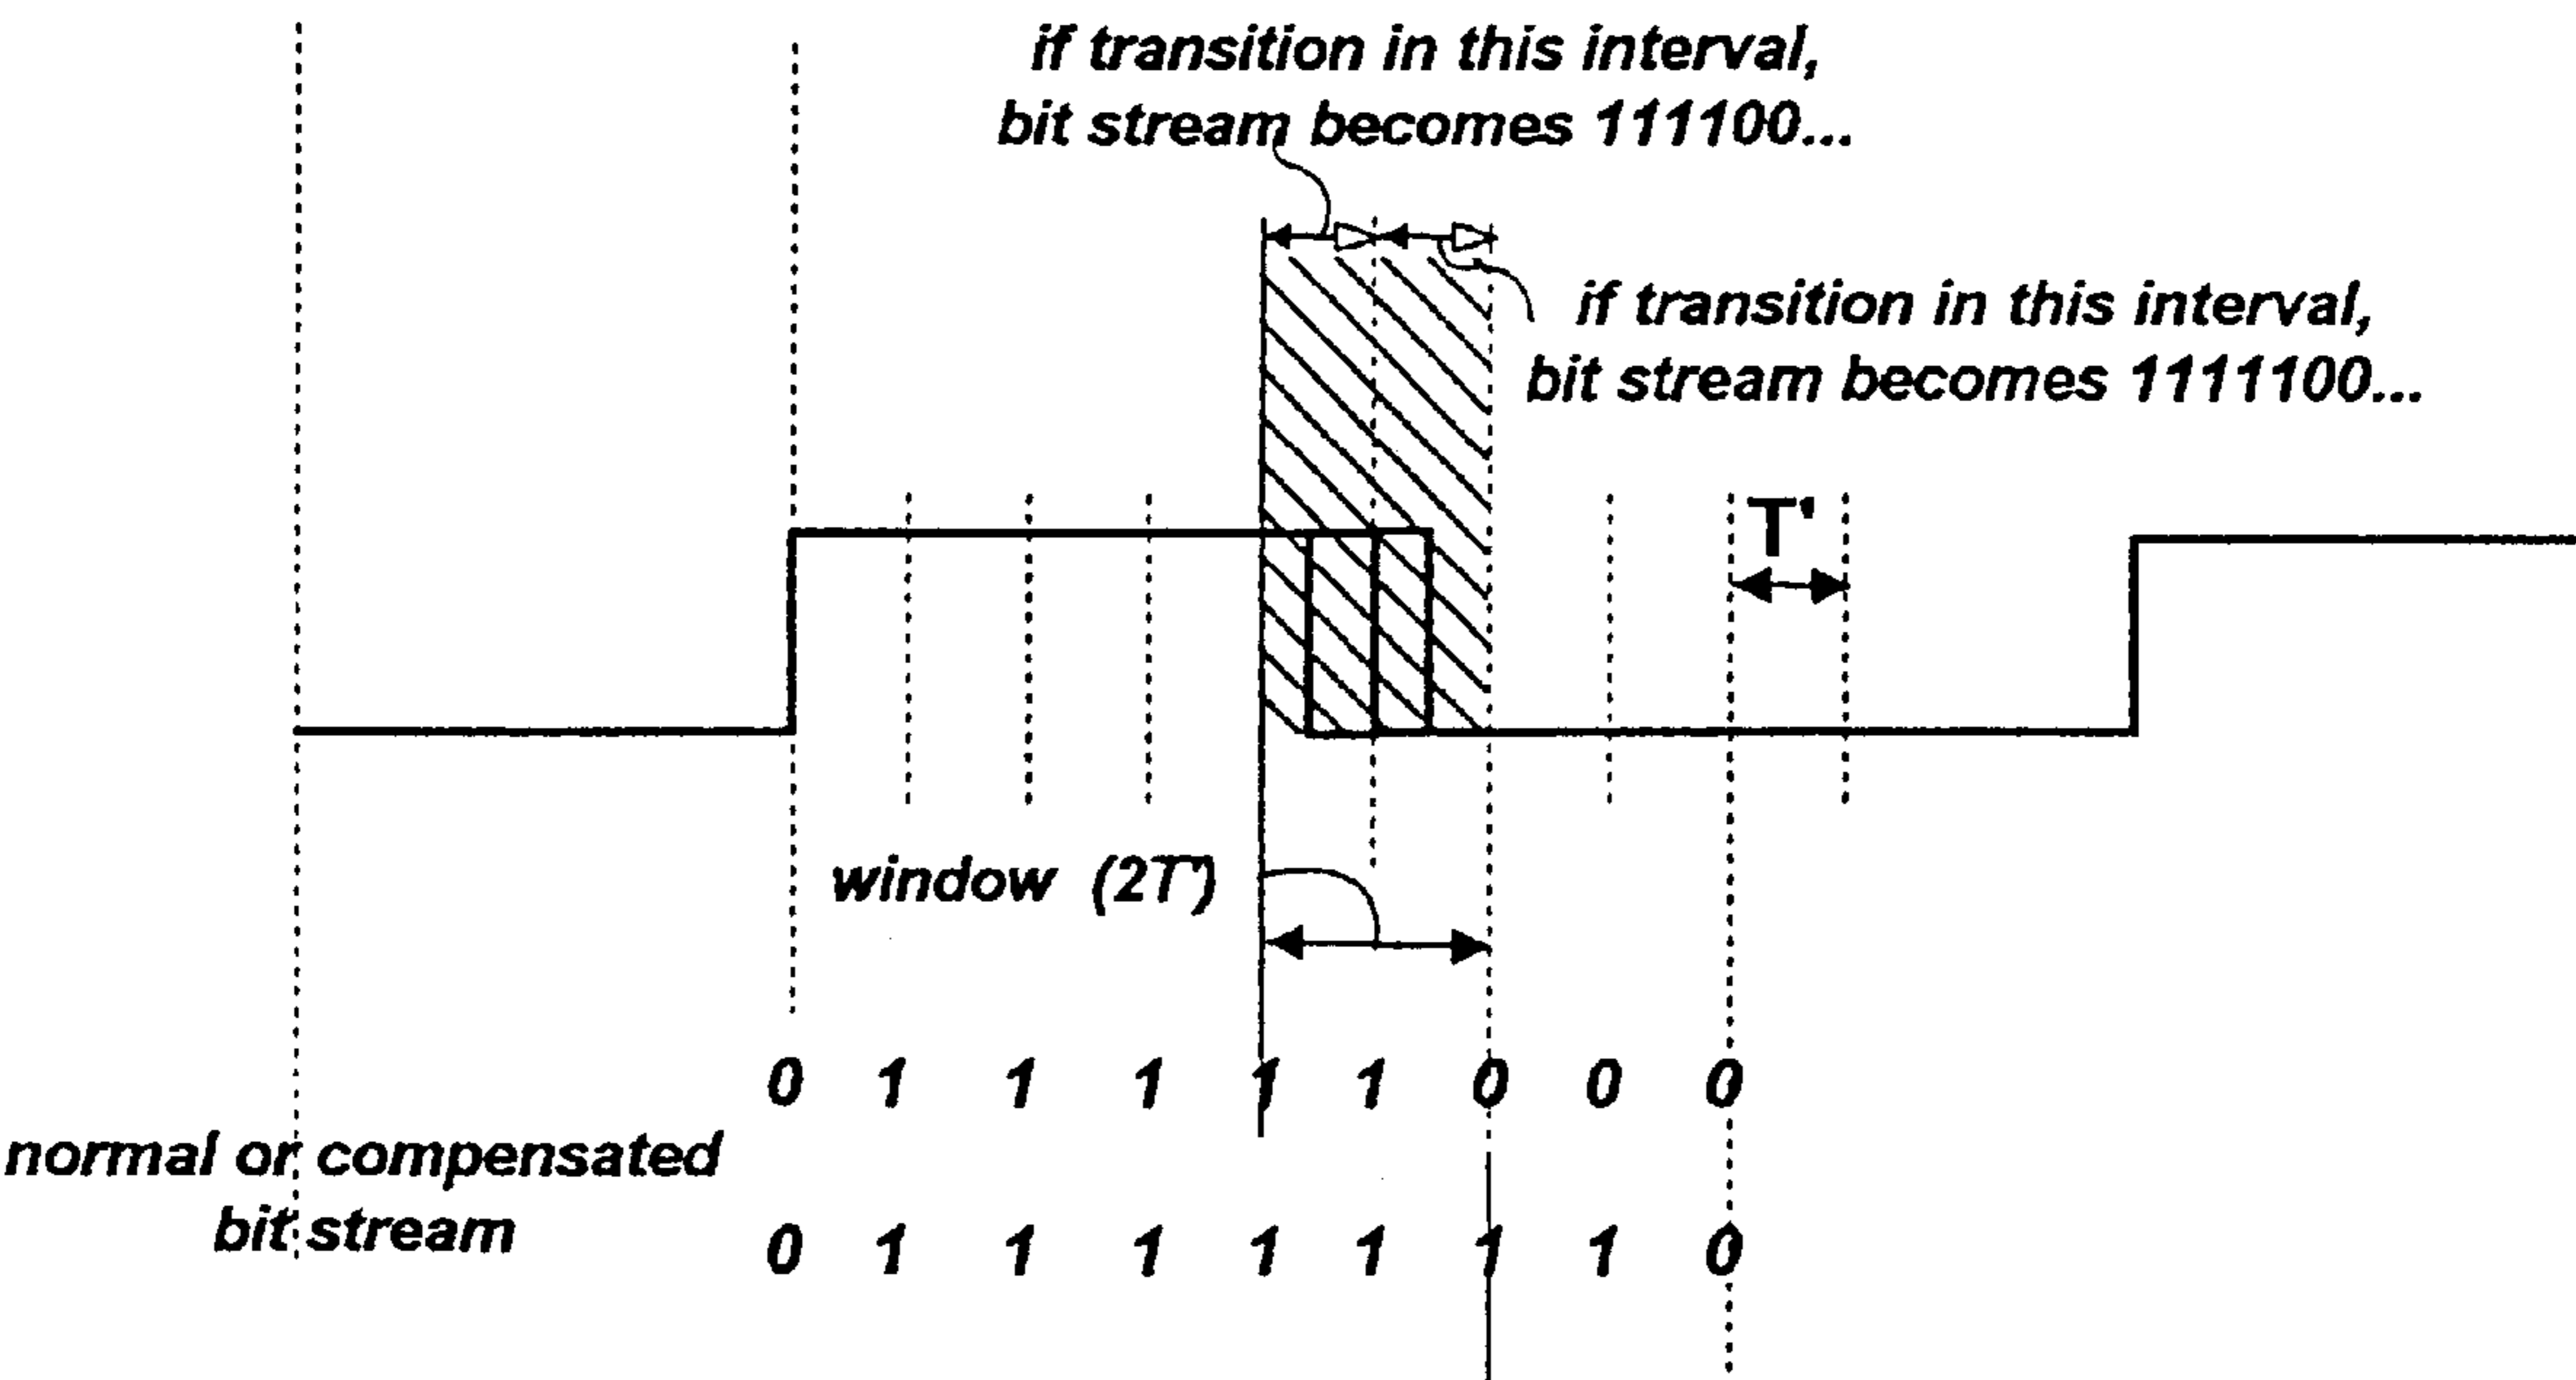 if transition in this interval,
bit stream becomes 111100...
if transition in this interval,
bit stream becomes 1111100...
T'
window (2T')
0 1 1 1 1 1 0 0 0
normal or compensated
bit stream
0 1 1 1 1 1 1 1 0